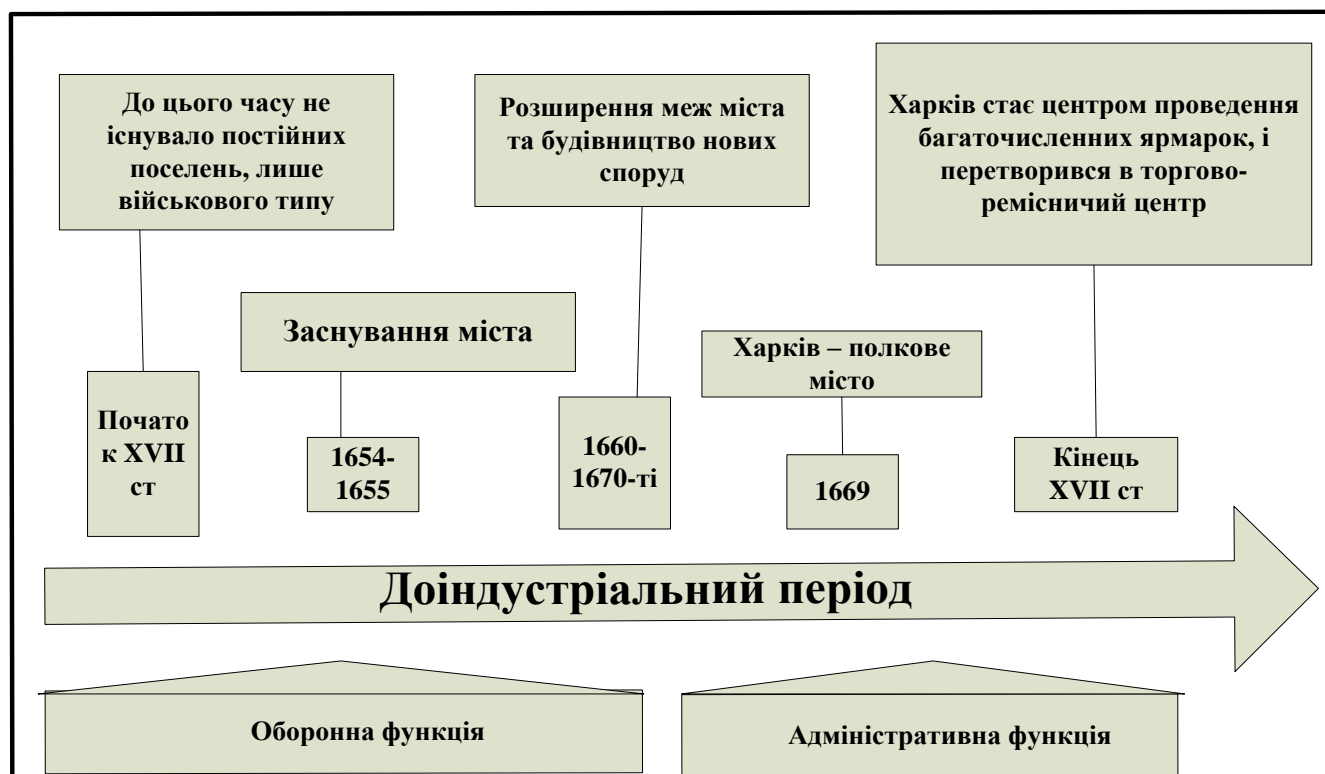 До цього часу не
існувало постійних
поселень, лише
військового типу
Розширення меж міста
та будівництво нових
споруд
Харків стає центром проведення
багаточисленних ярмарок, і
перетворився в торгово-
ремісничий центр
Заснування міста
Харків – полкове
місто
Почато
к XVII
ст
1654-
1655
1660-
1670-ті
1669
Кінець
XVII ст
Доіндустріальний період
Оборонна функція
Адміністративна функція